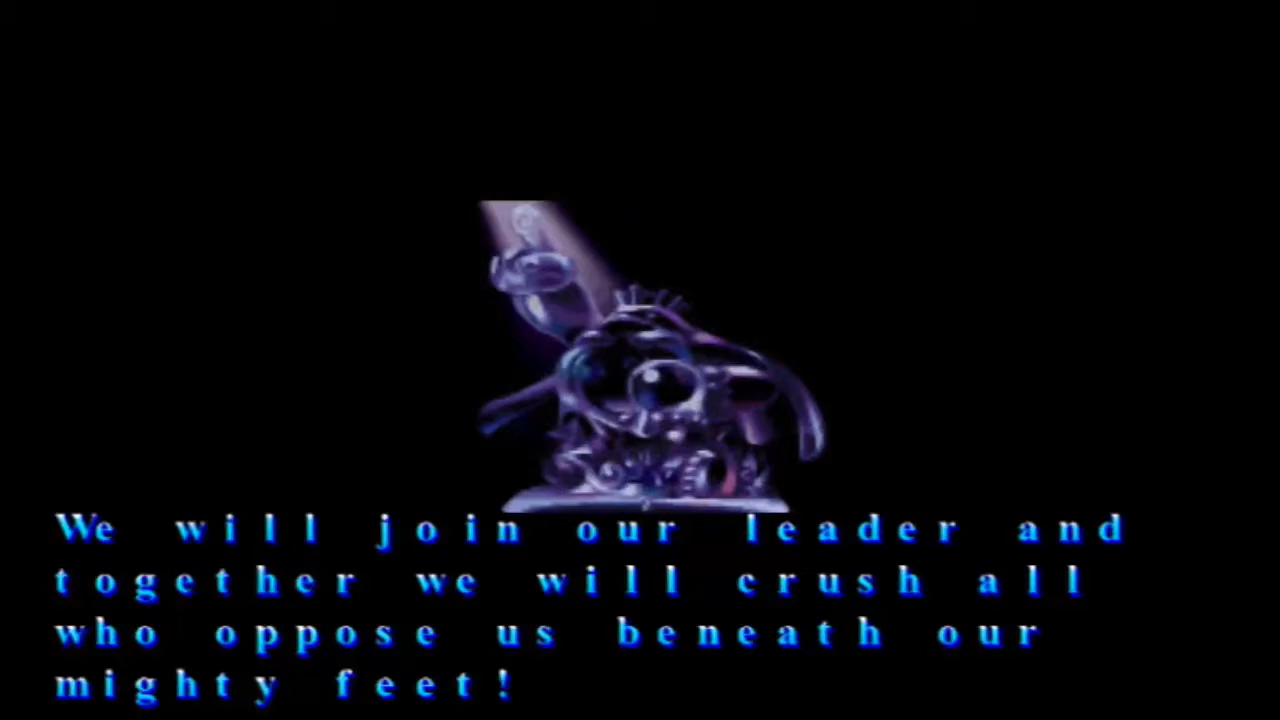 We will join our leader and
together we will crush all
who oppose us beneath our
mighty feet!